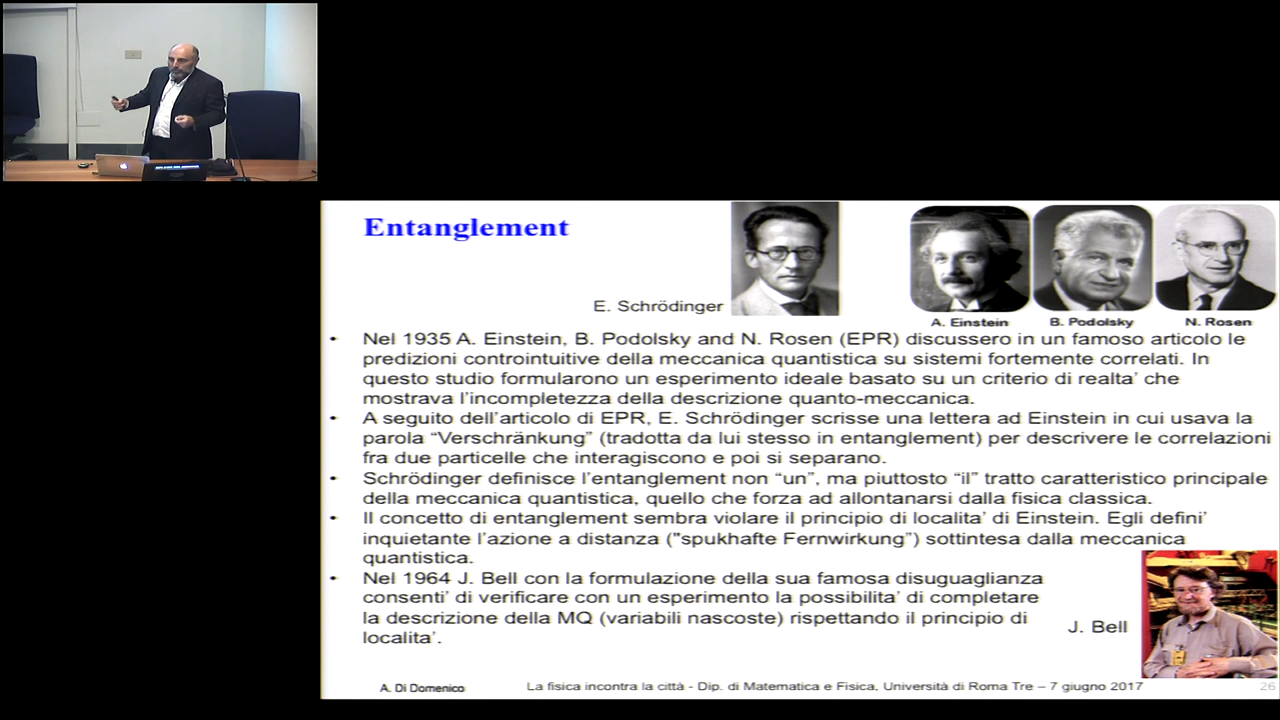 Entanglement
E. Schrödinger
A. Einstein
B. Podolsky
N. Rosen
• Nel 1935 A. Einstein, B. Podolsky and N. Rosen (EPR) discussero in un famoso articolo le
predizioni controintuitive della meccanica quantistica su sistemi fortemente correlati. In
questo studio formularono un esperimento ideale basato su un criterio di realta’ che
mostrava l’incompletezza della descrizione quanto-meccanica.
• A seguito dell’articolo di EPR, E. Schrödinger scrisse una lettera ad Einstein in cui usava la
parola “Verschränkung” (tradotta da lui stesso in entanglement) per descrivere le correlazioni
fra due particelle che interagiscono e poi si separano.
• Schrödinger definisce l’entanglement non “un”, ma piuttosto “il” tratto caratteristico principale
della meccanica quantistica, quello che forza ad allontanarsi dalla fisica classica.
• Il concetto di entanglement sembra violare il principio di localita’ di Einstein. Egli defini’
inquietante l’azione a distanza ("spukhafte Fernwirkung”) sottintesa dalla meccanica
quantistica.
• Nel 1964 J. Bell con la formulazione della sua famosa disuguaglianza
consenti’ di verificare con un esperimento la possibilita’ di completare
la descrizione della MQ (variabili nascoste) rispettando il principio di
localita’.
J. Bell
A. Di Domenico
La fisica incontra la città - Dip. di Matematica e Fisica, Università di Roma Tre – 7 giugno 2017
26